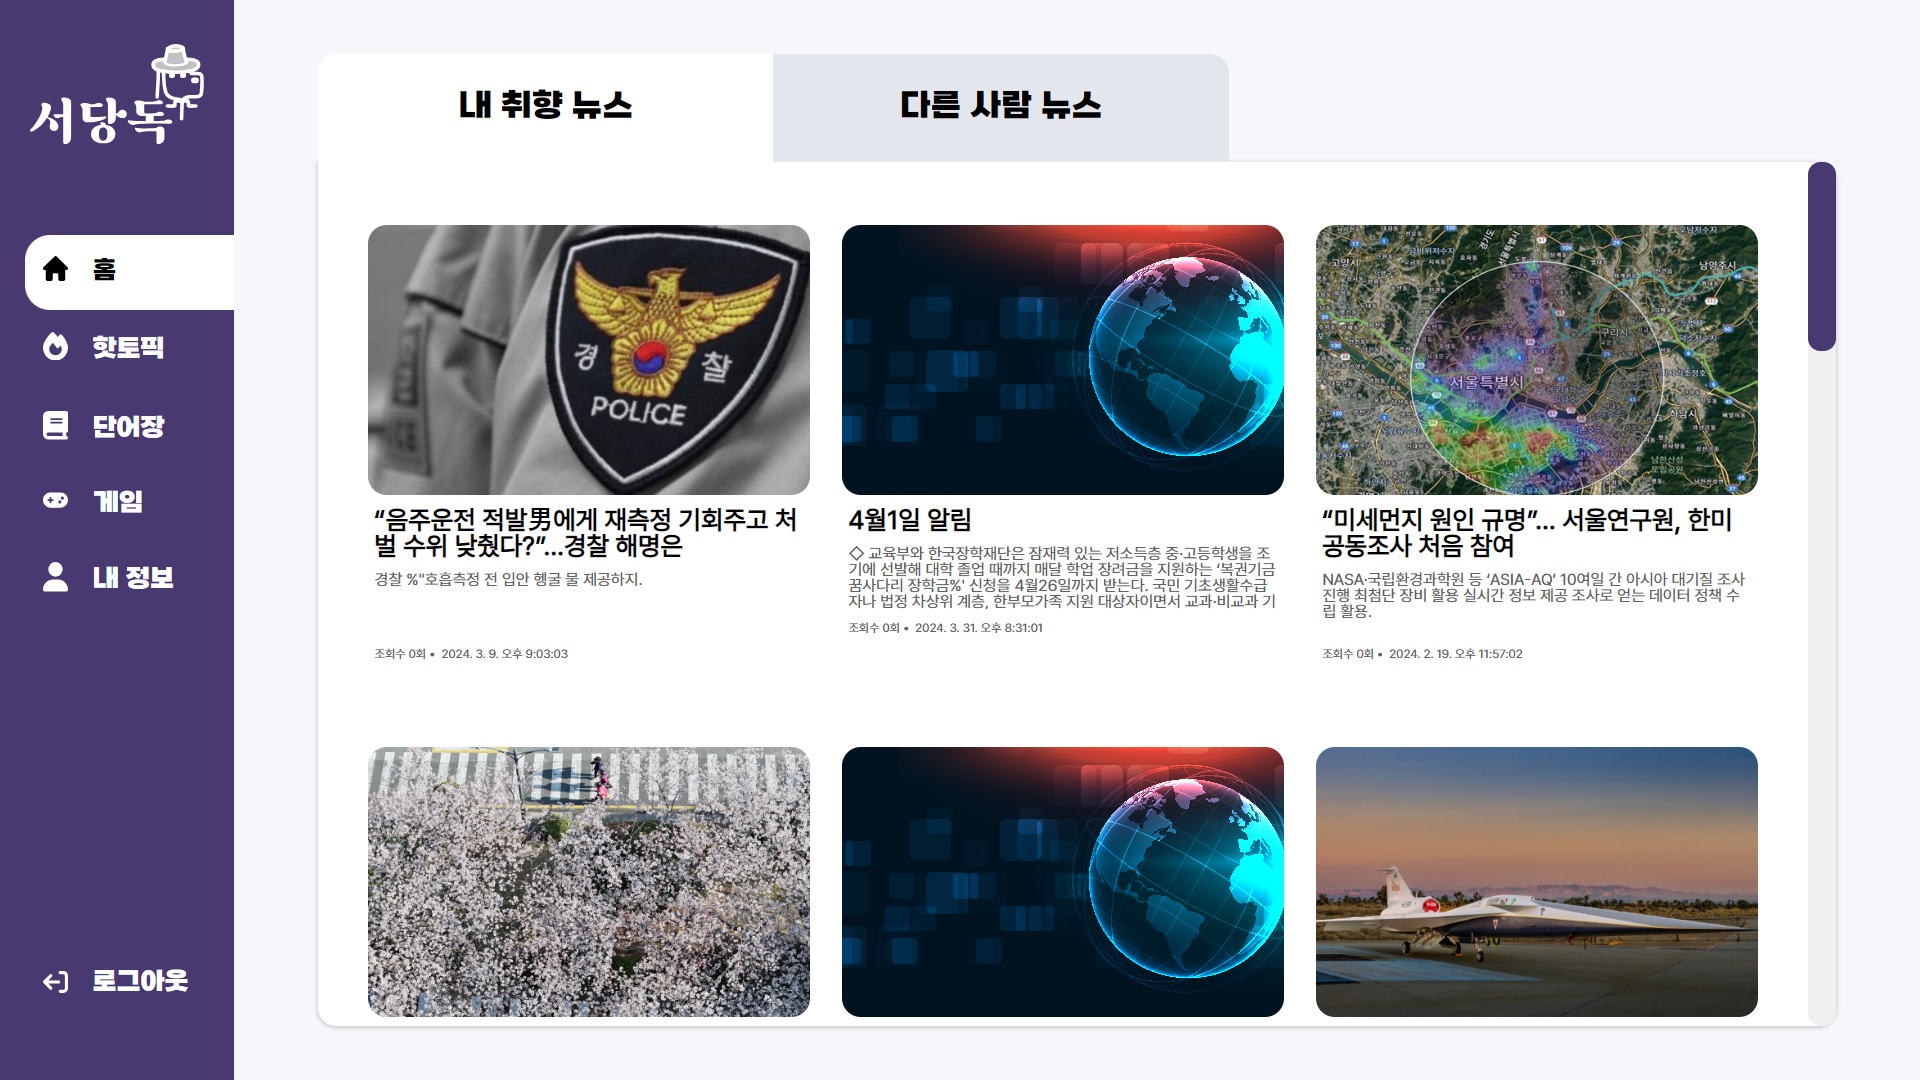 서당독
홈
핫토픽
단어장
게임
내 정보
로그아웃
내 취향 뉴스
다른 사람 뉴스
경 찰
POLICE
서울특별시
고양시
남양주시
구리시
하남시
“음주운전 적발男에게 재측정 기회주고 처
벌 수위 낮췄다?”…경찰 해명은
경찰 %"호흡측정 전 입안 헹굴 물 제공하지.
조회수 0회 • 2024. 3. 9. 오후 9:03:03
4월1일 알림
◇ 교육부와 한국장학재단은 잠재력 있는 저소득층 중·고등학생을 조
기에 선발해 대학 졸업 때까지 매달 학업 장려금을 지원하는 ‘복권기금
꿈사다리 장학금%' 신청을 4월26일까지 받는다. 국민 기초생활수급
자나 법정 차상위 계층, 한부모가족 지원 대상자이면서 교과·비교과 기
조회수 0회 • 2024. 3. 31. 오후 8:31:01
“미세먼지 원인 규명”… 서울연구원, 한미
공동조사 처음 참여
NASA·국립환경과학원 등 ‘ASIA-AQ’ 10여일 간 아시아 대기질 조사
진행 최첨단 장비 활용 실시간 정보 제공 조사로 얻는 데이터 정책 수
립 활용.
조회수 0회 • 2024. 2. 19. 오후 11:57:02